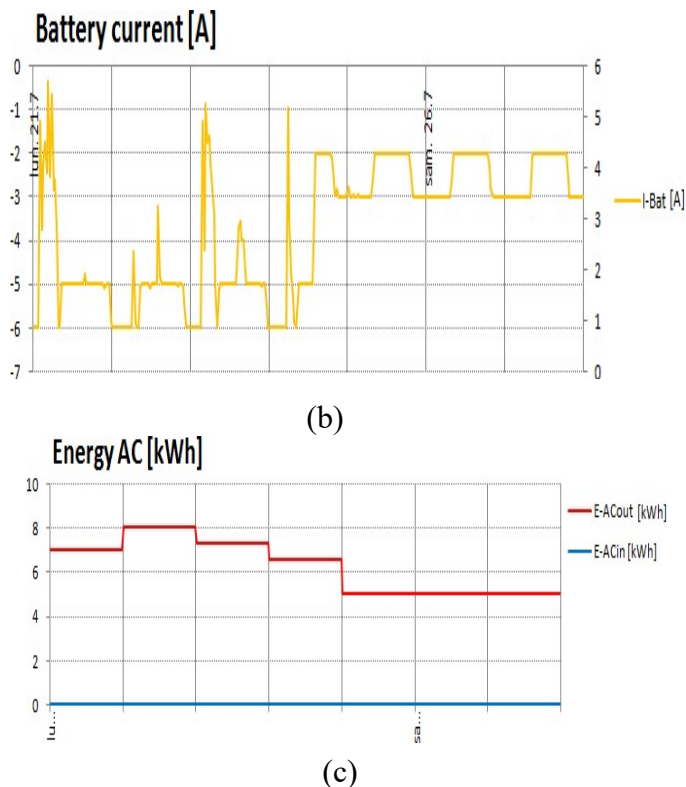 Battery current [A]
0
-1
-2
-3
-4
-5
-6
-7
6
5
4
3
2
1
0
lun. 21.7
sam. 26.7
I-Bat [A]
(b)
Energy AC [kWh]
10
8
6
4
2
0
lu...
sa...
E-ACout [kWh]
E-ACin [kWh]
(c)